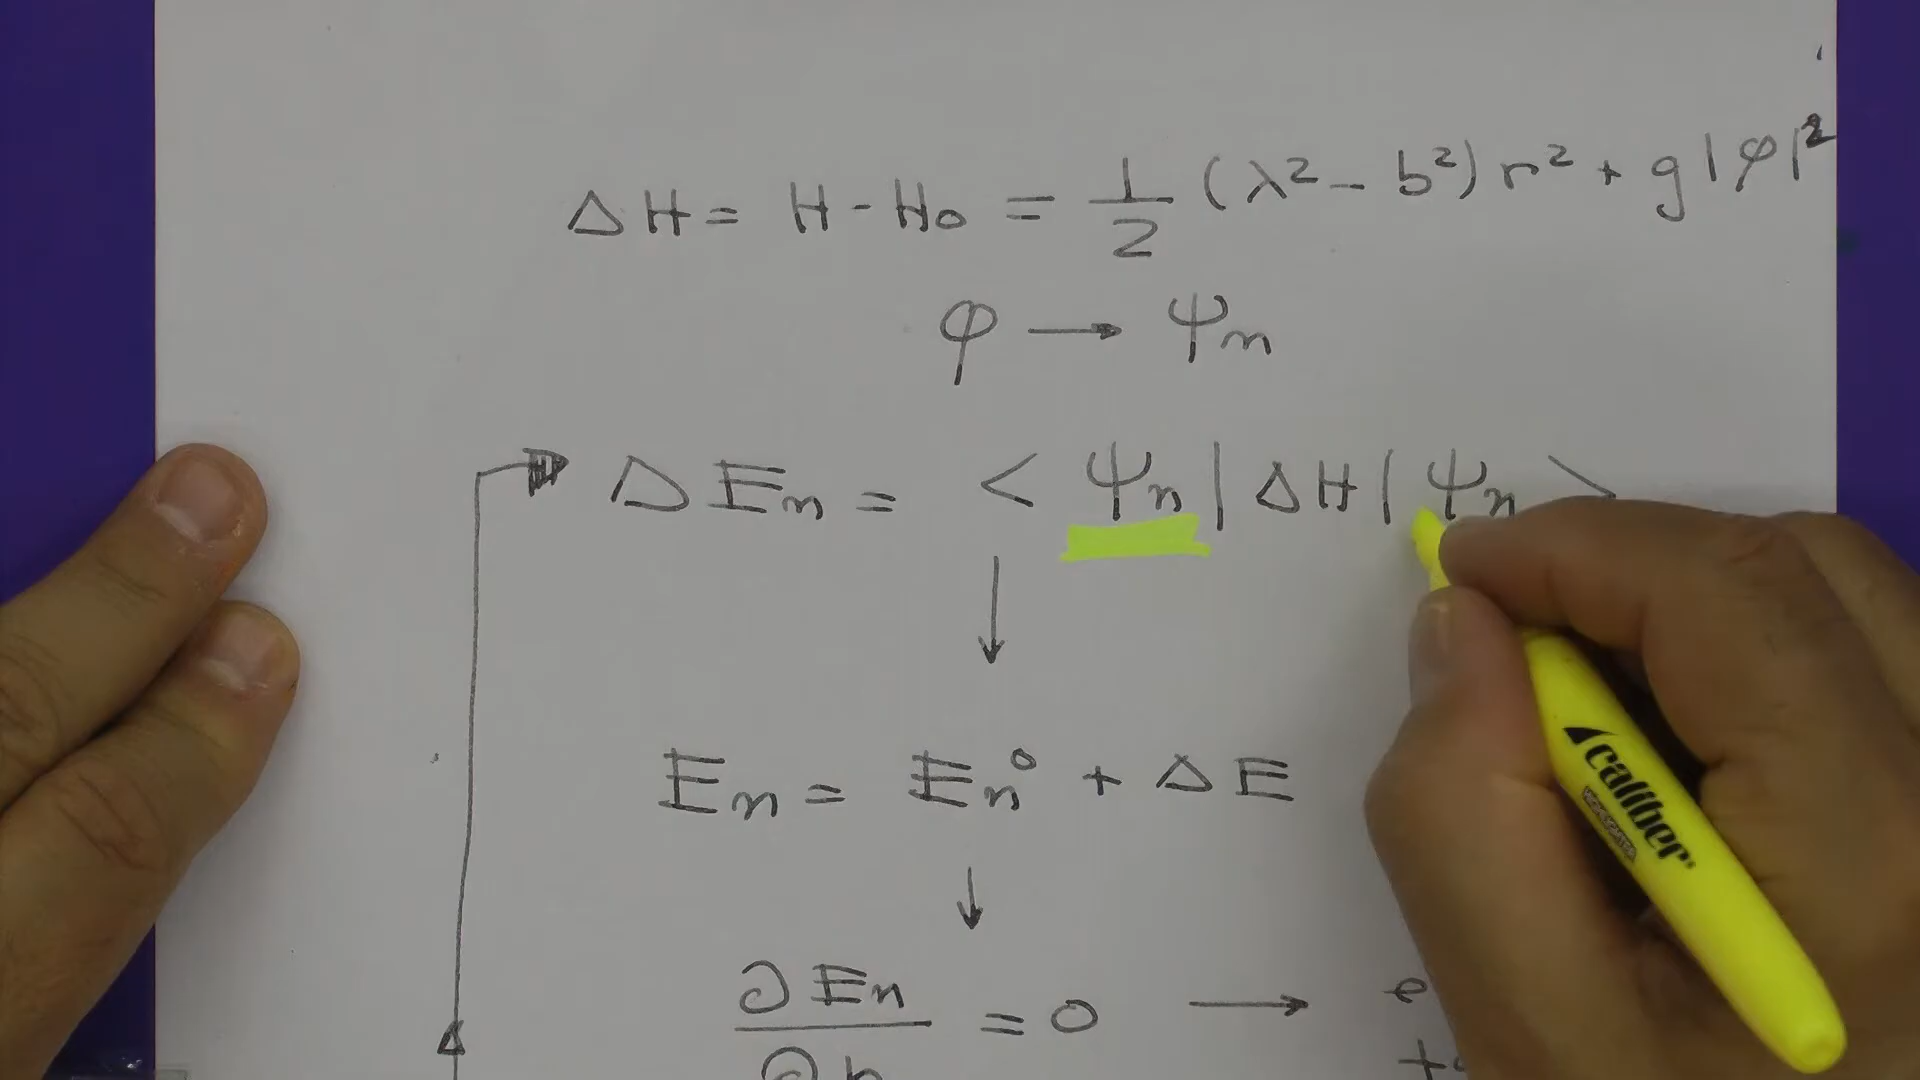 ΔH = H - H₀ = 1/2 (λ² - b²) r² + g|φ|²
φ → Ψn
ΔEn = < Ψn | ΔH | Ψn >
↓
En = En⁰ + ΔE
↓
∂En/∂b = 0 → e
caliber
HIGHLIGHTER